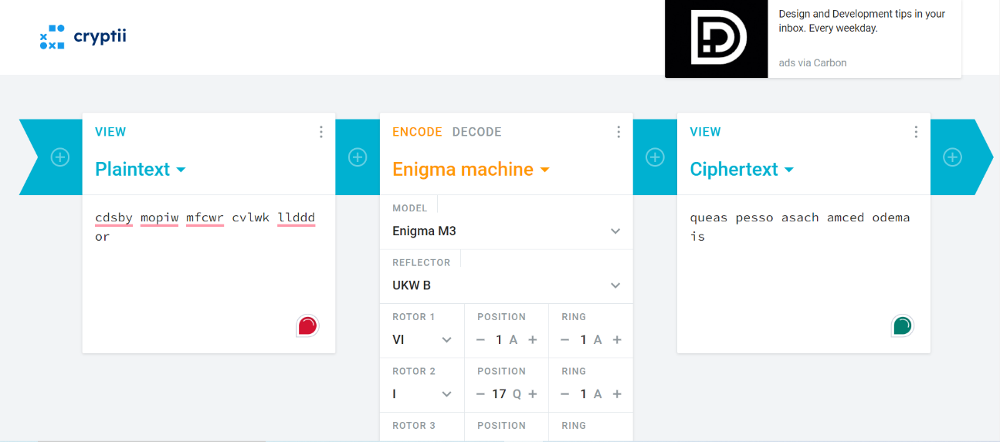 cryptii
Design and Development tips in your
inbox. Every weekday.
ads via Carbon
VIEW
Plaintext
cdsby mopiw mfcwr cvlwk llddd
or
ENCODE DECODE
Enigma machine
MODEL
Enigma M3
REFLECTOR
UKW B
ROTOR 1 POSITION RING
VI − 1 A + − 1 A +
ROTOR 2 POSITION RING
I − 17 Q + − 1 A +
ROTOR 3 POSITION RING
VIEW
Ciphertext
queas pesso asach amced odema
is